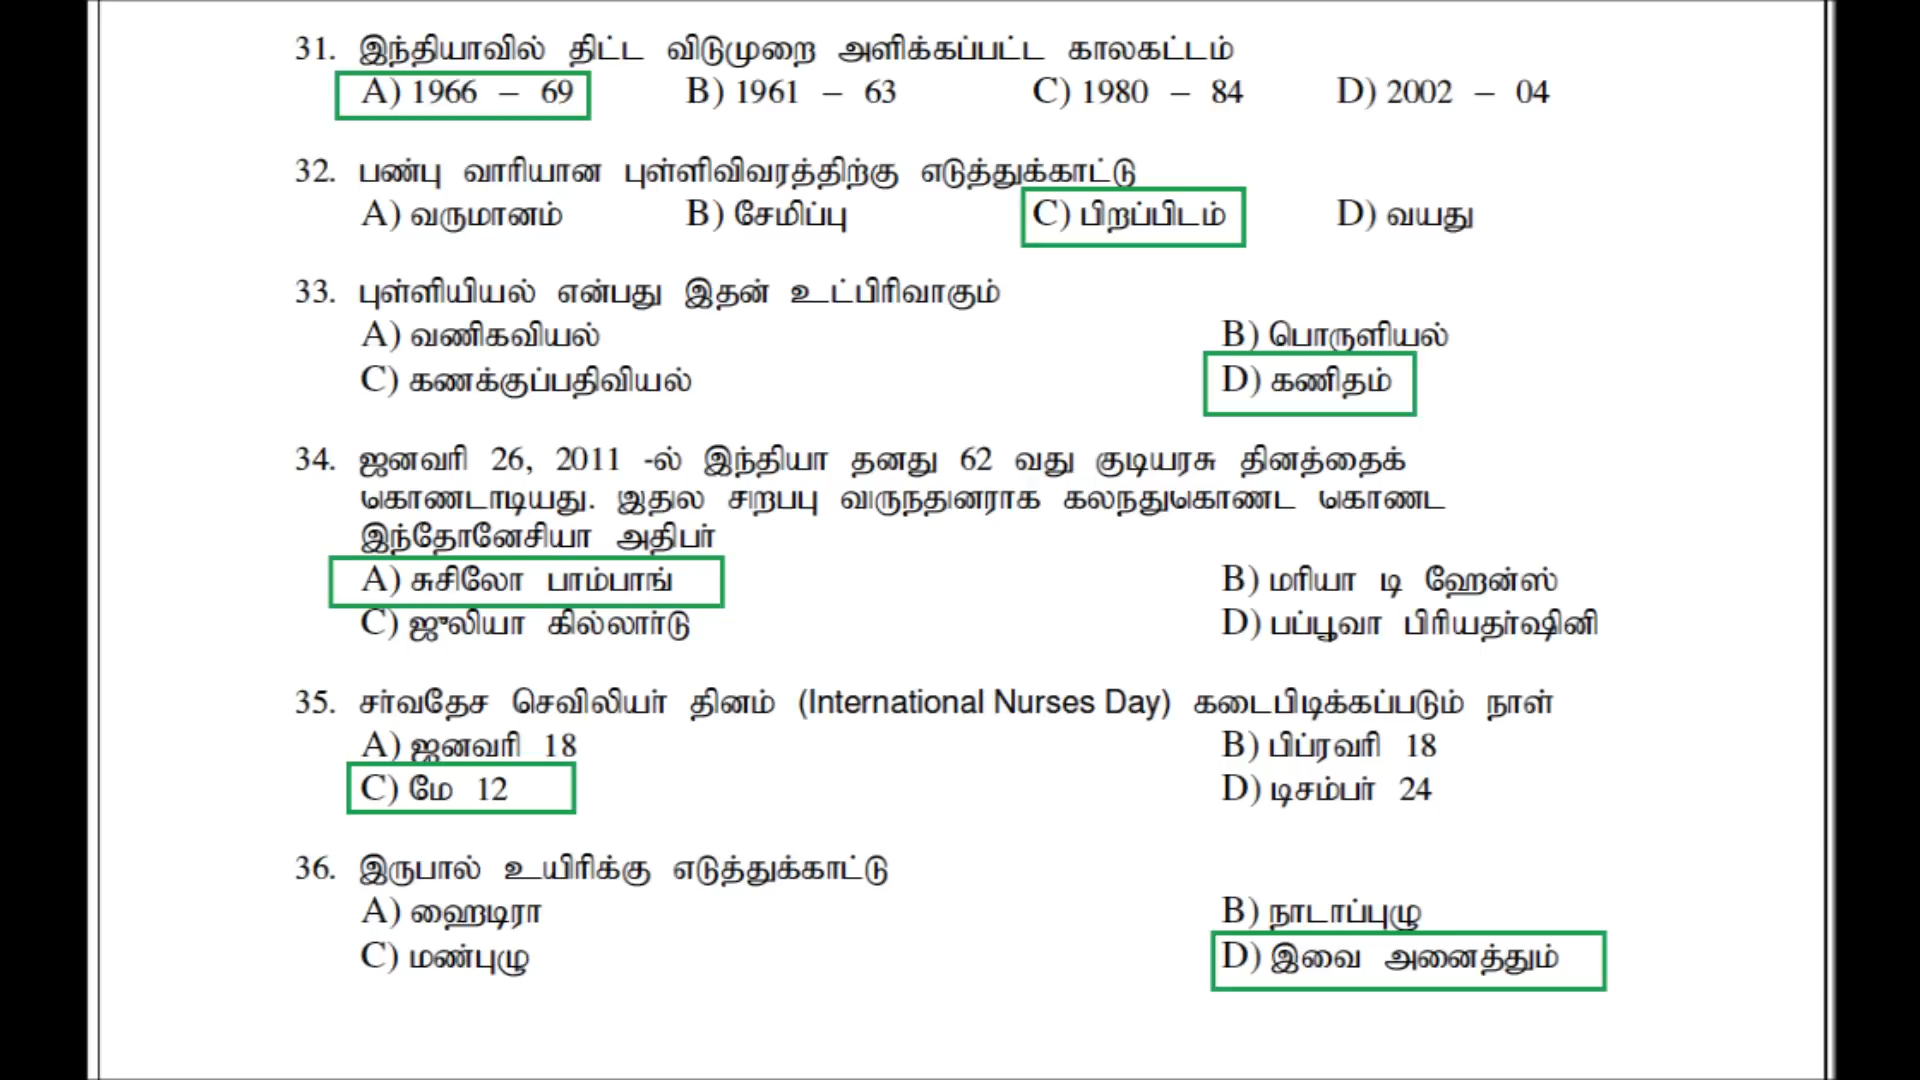 31. இந்தியாவில் திட்ட விடுமுறை அளிக்கப்பட்ட காலகட்டம்
A) 1966 – 69 B) 1961 – 63 C) 1980 – 84 D) 2002 – 04
32. பண்பு வாரியான புள்ளிவிவரத்திற்கு எடுத்துக்காட்டு
A) வருமானம் B) சேமிப்பு C) பிறப்பிடம் D) வயது
33. புள்ளியியல் என்பது இதன் உட்பிரிவாகும்
A) வணிகவியல் B) பொருளியல்
C) கணக்குப்பதிவியல் D) கணிதம்
34. ஜனவரி 26, 2011 -ல் இந்தியா தனது 62 வது குடியரசு தினத்தைக்
கொண்டாடியது. இதில் சிறப்பு விருந்தினராக கலந்துகொண்ட கொண்ட
இந்தோனேசியா அதிபர்
A) சுசிலோ பாம்பாங் B) மரியா டி ஹேன்ஸ்
C) ஜுலியா கில்லார்டு D) பப்பூவா பிரியதர்ஷினி
35. சர்வதேச செவிலியர் தினம் (International Nurses Day) கடைபிடிக்கப்படும் நாள்
A) ஜனவரி 18 B) பிப்ரவரி 18
C) மே 12 D) டிசம்பர் 24
36. இருபால் உயிரிக்கு எடுத்துக்காட்டு
A) ஹைடிரா B) நாடாப்புழு
C) மண்புழு D) இவை அனைத்தும்